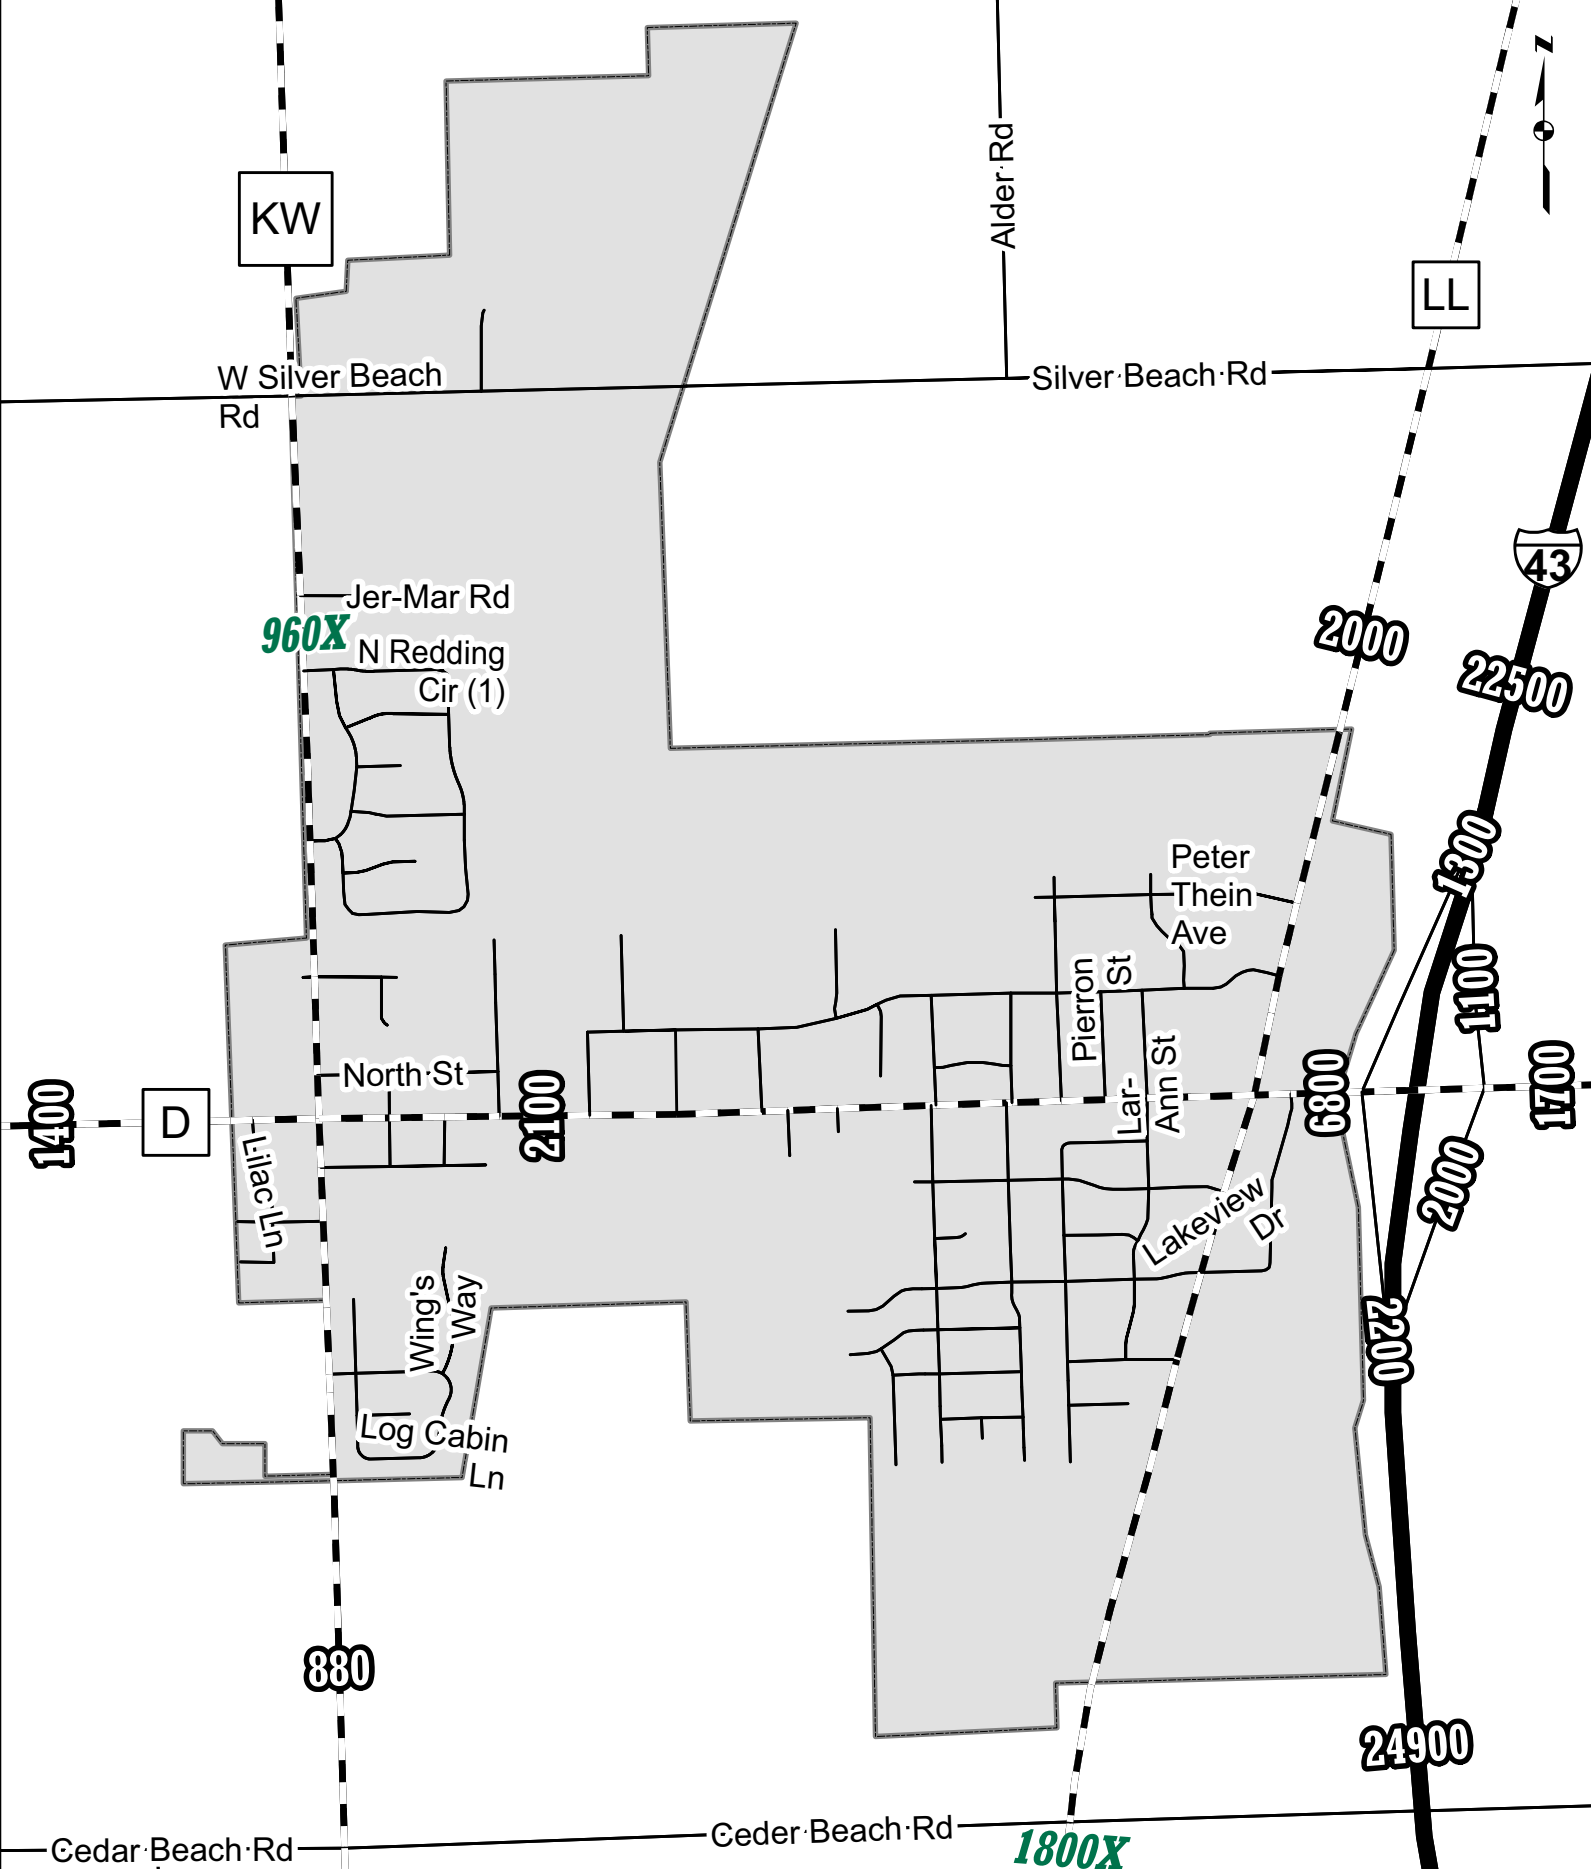 z
Alder Rd
KW
LL
W Silver Beach
Rd
Silver Beach Rd
43
Jer-Mar Rd
960X
N Redding
Cir (1)
2000
22500
1300
Peter
Thein
Ave
Pierron
St
1100
North St
Lar-
Ann St
1400
D
2100
6800
1700
Lilac Ln
Lakeview
Dr
2000
Wing's
Way
2200
Log Cabin
Ln
880
24900
Cedar Beach Rd
Ceder Beach Rd
1800X